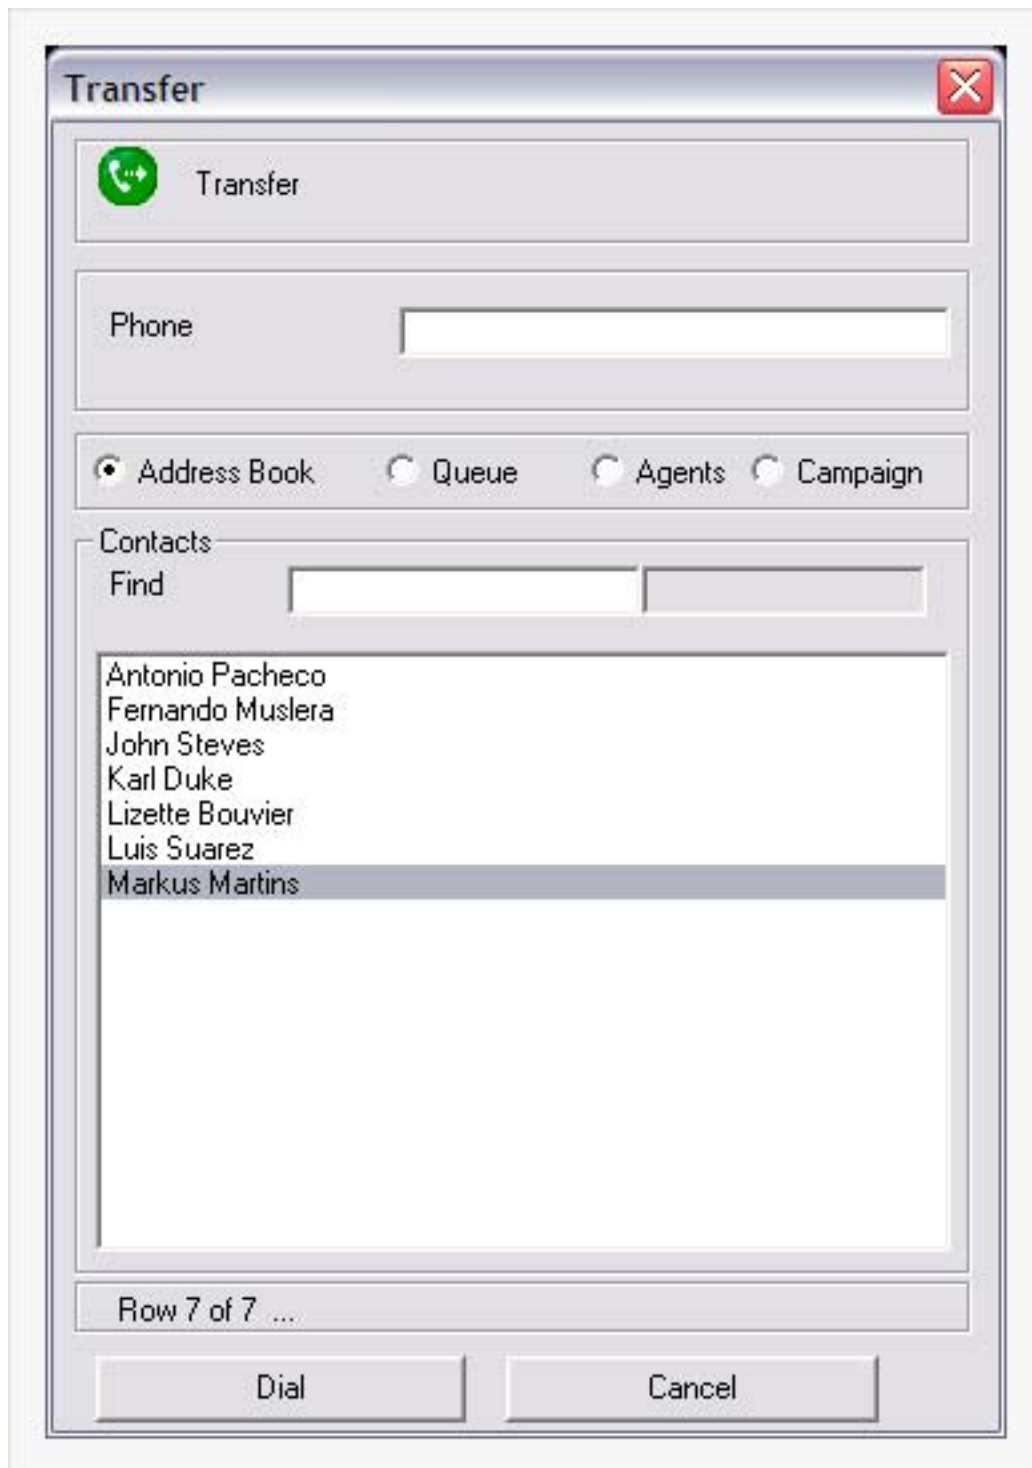 Transfer
Transfer
Phone
Address Book Queue Agents Campaign
Contacts
Find
Antonio Pacheco
Fernando Muslera
John Steves
Karl Duke
Lizette Bouvier
Luis Suarez
Markus Martins
Row 7 of 7 ...
Dial Cancel